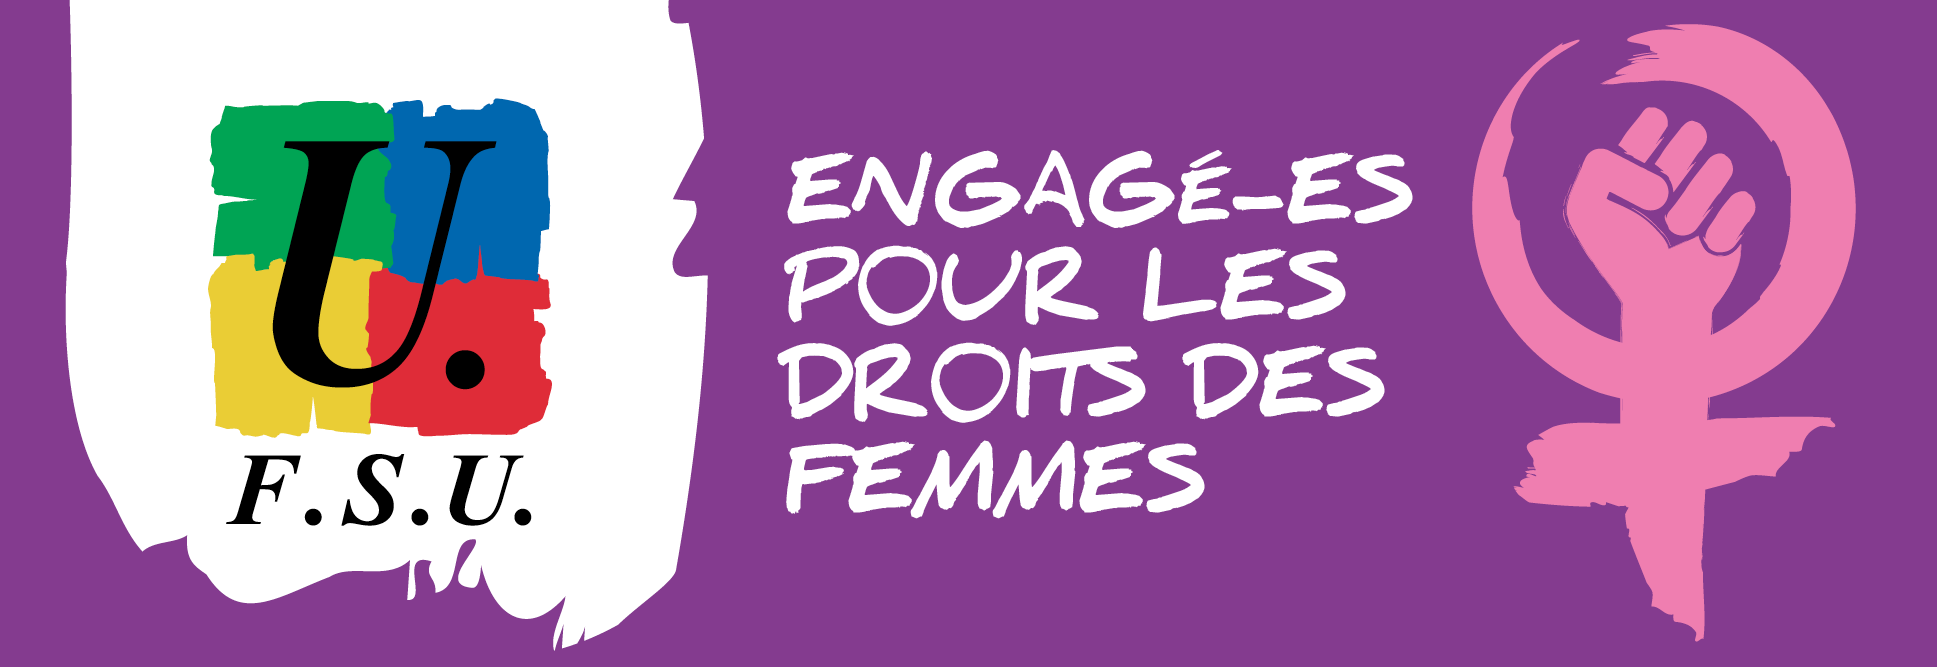 U.
F.S.U.
ENGAGÉ-ES
POUR LES
DROITS DES
FEMMES